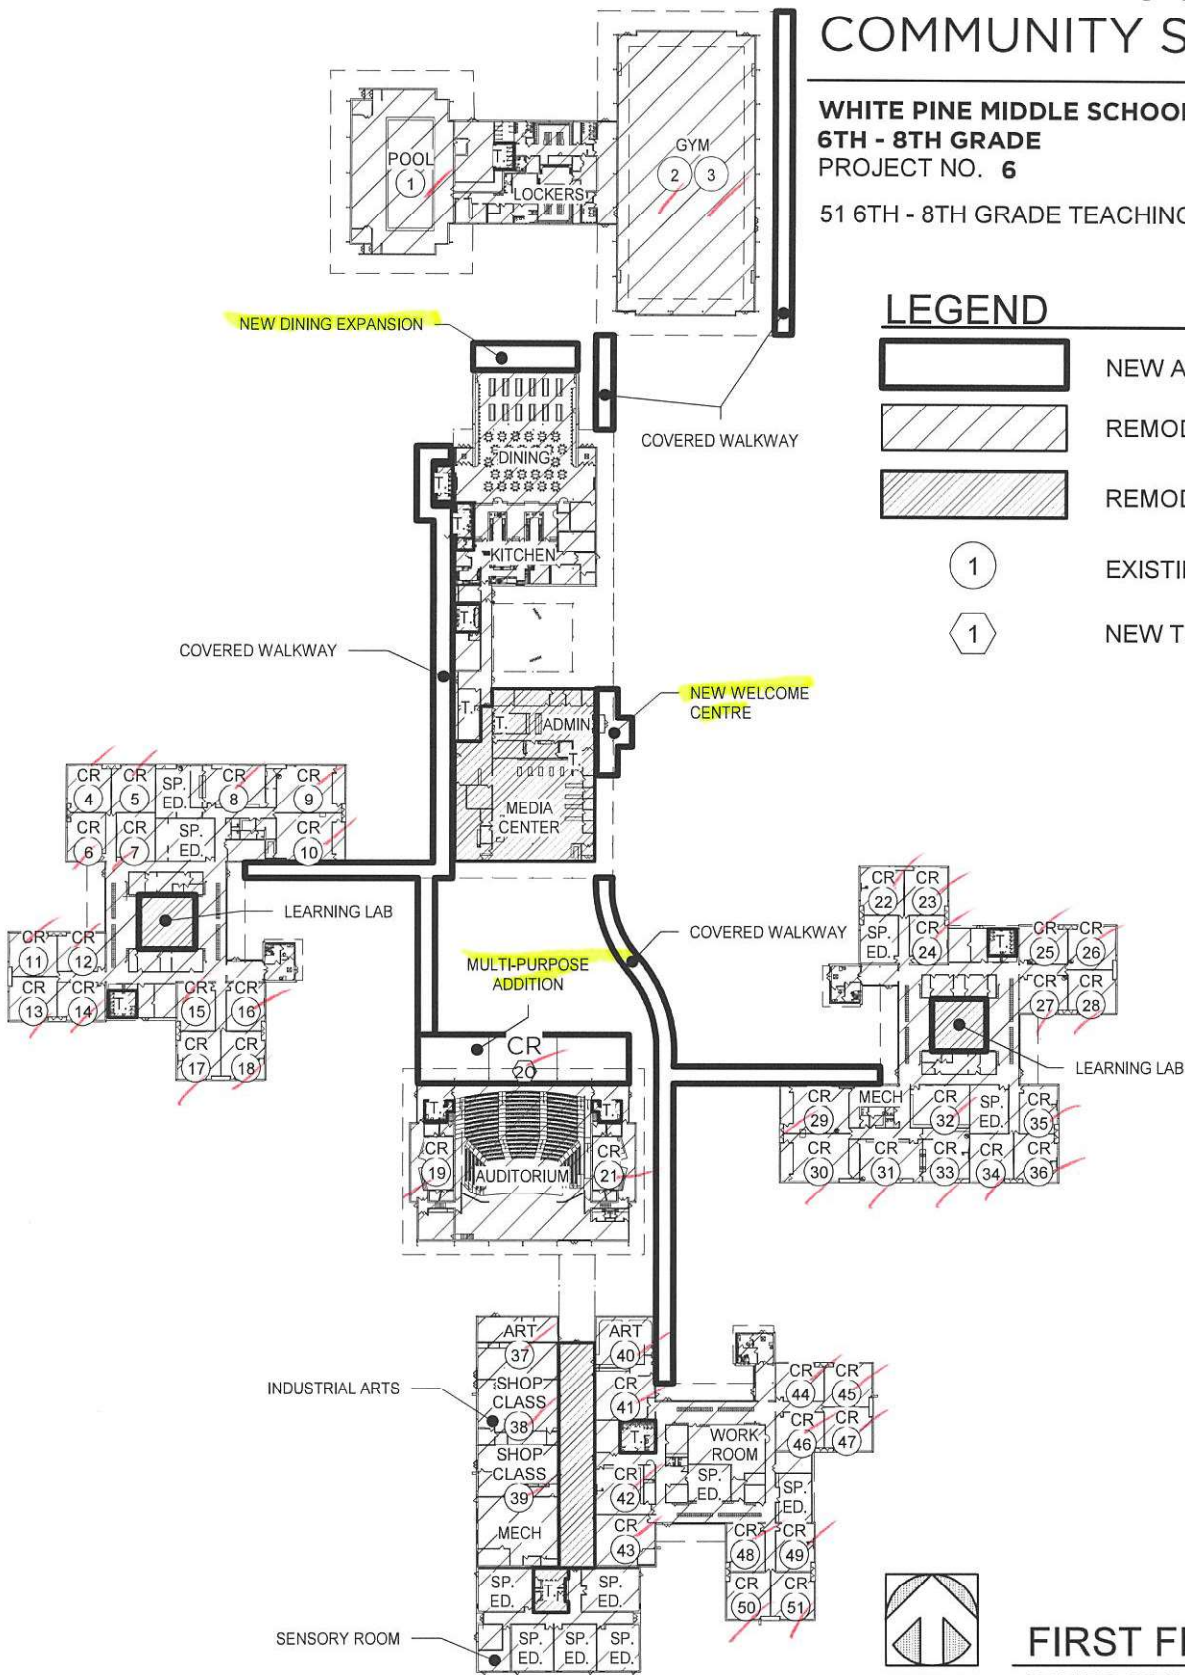 COMMUNITY S
WHITE PINE MIDDLE SCHOOL
6TH - 8TH GRADE
PROJECT NO. 6
51 6TH - 8TH GRADE TEACHING
LEGEND
NEW A
REMOD
REMOD
1
EXISTI
1
NEW T
POOL
1
T.
LOCKERS
GYM
2
3
NEW DINING EXPANSION
COVERED WALKWAY
DINING
T.
T.
KITCHEN
T.
COVERED WALKWAY
T.
T.
ADMIN
T.
NEW WELCOME
CENTRE
MEDIA
CENTER
CR
4
CR
5
SP.
ED.
CR
8
CR
9
CR
6
CR
7
SP.
ED.
CR
10
LEARNING LAB
CR
11
CR
12
CR
13
CR
14
T.
CR
15
CR
16
CR
17
CR
18
COVERED WALKWAY
MULTI-PURPOSE
ADDITION
CR
20
T.
T.
CR
19
AUDITORIUM
CR
21
CR
22
CR
23
SP.
ED.
CR
24
T.
CR
25
CR
26
CR
27
CR
28
LEARNING LAB
CR
29
MECH
CR
32
SP.
ED.
CR
35
CR
30
CR
31
CR
33
CR
34
CR
36
ART
37
ART
40
INDUSTRIAL ARTS
SHOP
CLASS
38
CR
41
T.
SHOP
CLASS
39
CR
42
MECH
CR
43
WORK
ROOM
SP.
ED.
CR
44
CR
45
CR
46
CR
47
SP.
ED.
CR
48
CR
49
CR
50
CR
51
SP.
ED.
T.
SP.
ED.
SENSORY ROOM
SP.
ED.
SP.
ED.
SP.
ED.
FIRST F